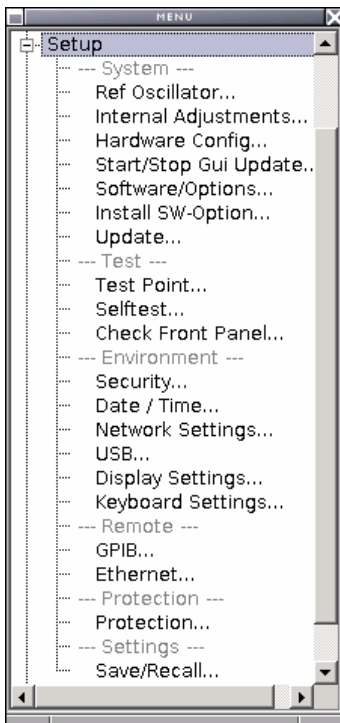 MENU
Setup
--- System ---
Ref Oscillator...
Internal Adjustments...
Hardware Config...
Start/Stop Gui Update..
Software/Options...
Install SW-Option...
Update...
--- Test ---
Test Point...
Selftest...
Check Front Panel...
--- Environment ---
Security...
Date / Time...
Network Settings...
USB...
Display Settings...
Keyboard Settings...
--- Remote ---
GPIB...
Ethernet...
--- Protection ---
Protection...
--- Settings ---
Save/Recall...